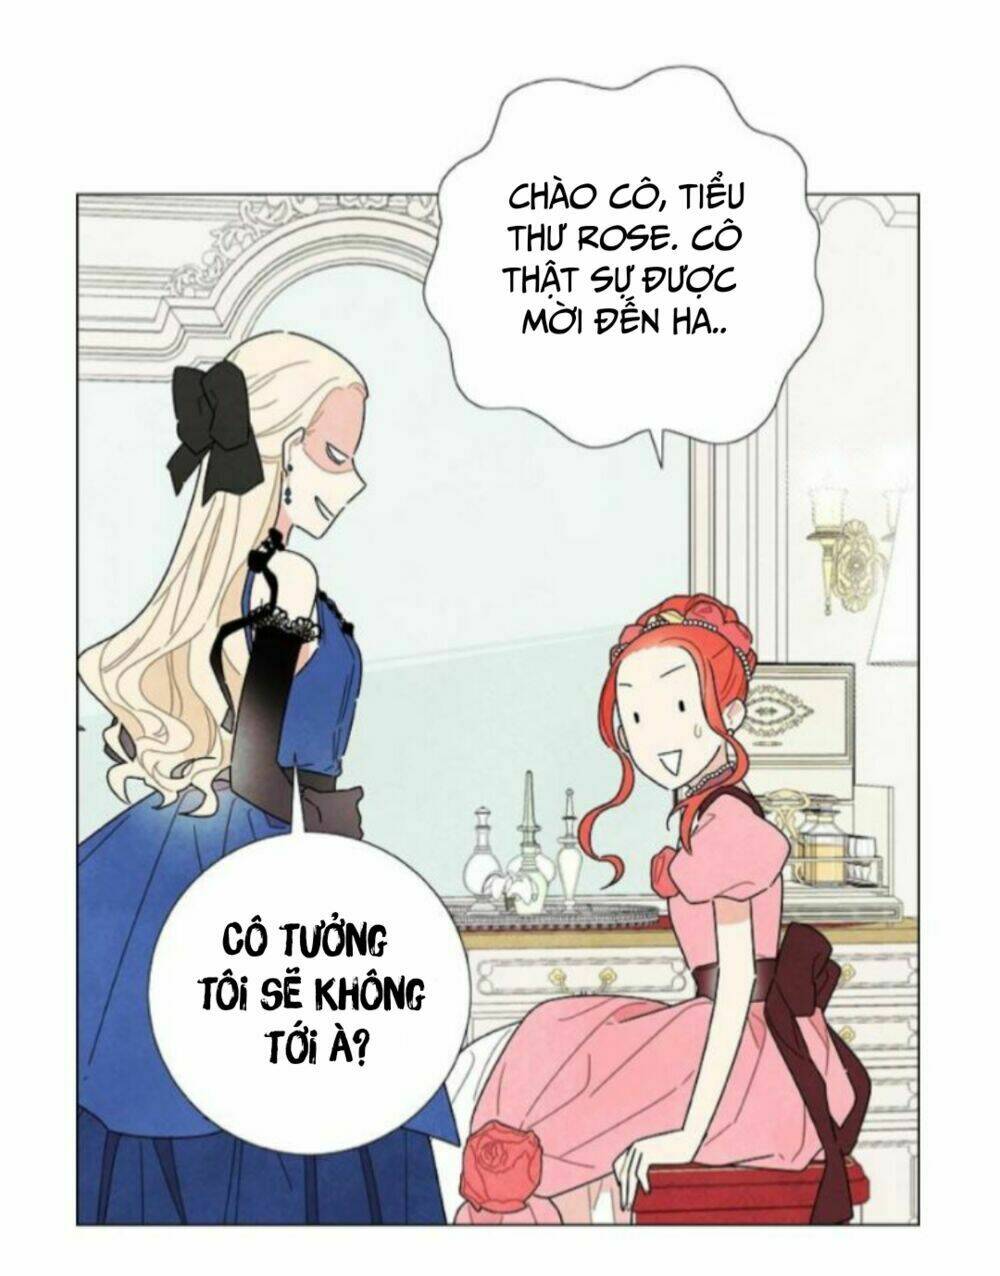 CHÀO CÔ, TIỂU
THƯ ROSE. CÔ
THẬT SỰ ĐƯỢC
MỜI ĐẾN HA..
CÔ TƯỞNG
TÔI SẼ KHÔNG
TỚI À?